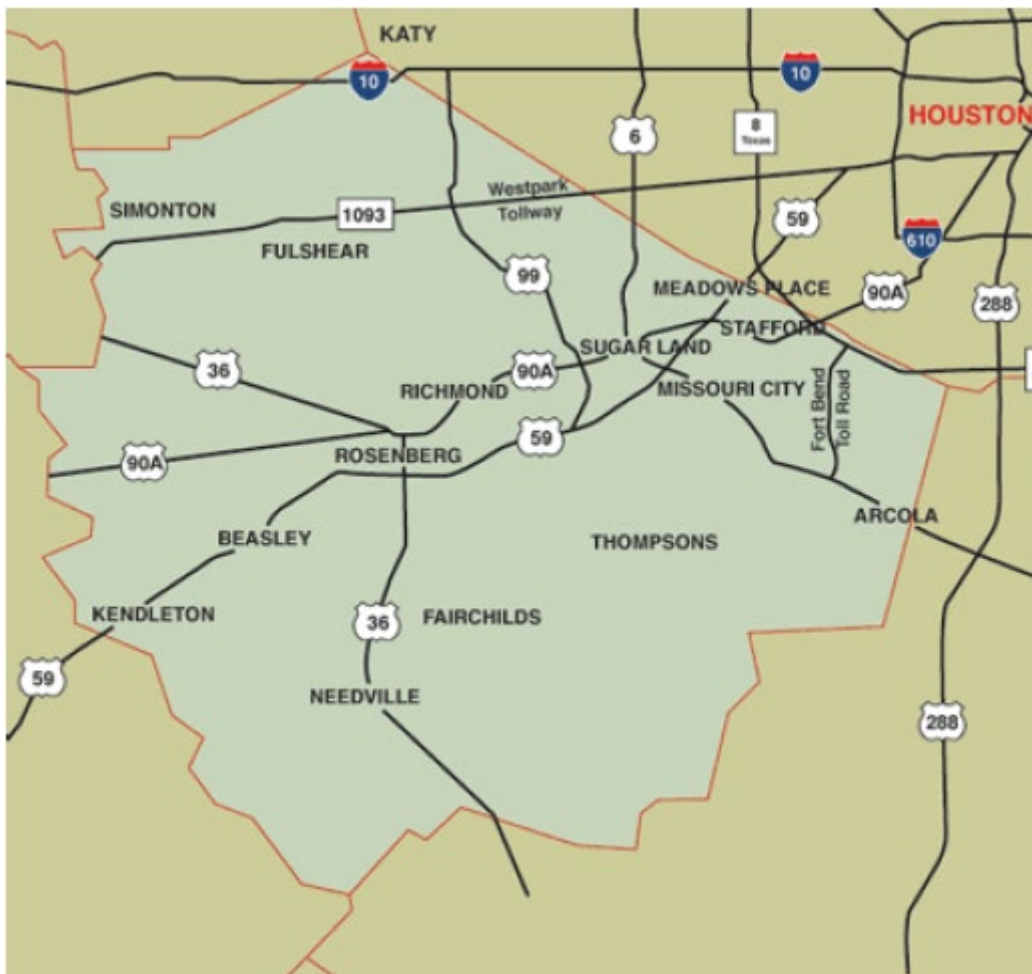 KATY
10
10
HOUSTON
6
8
Texas
Westpark
Tollway
SIMONTON
1093
59
610
FULSHEAR
99
MEADOWS PLACE
90A
288
STAFFORD
SUGAR LAND
36
90A
RICHMOND
MISSOURI CITY
Fort Bend
Toll Road
59
90A
ROSENBERG
ARCOLA
BEASLEY
THOMPSONS
KENDLETON
36
FAIRCHILDS
59
NEEDVILLE
288